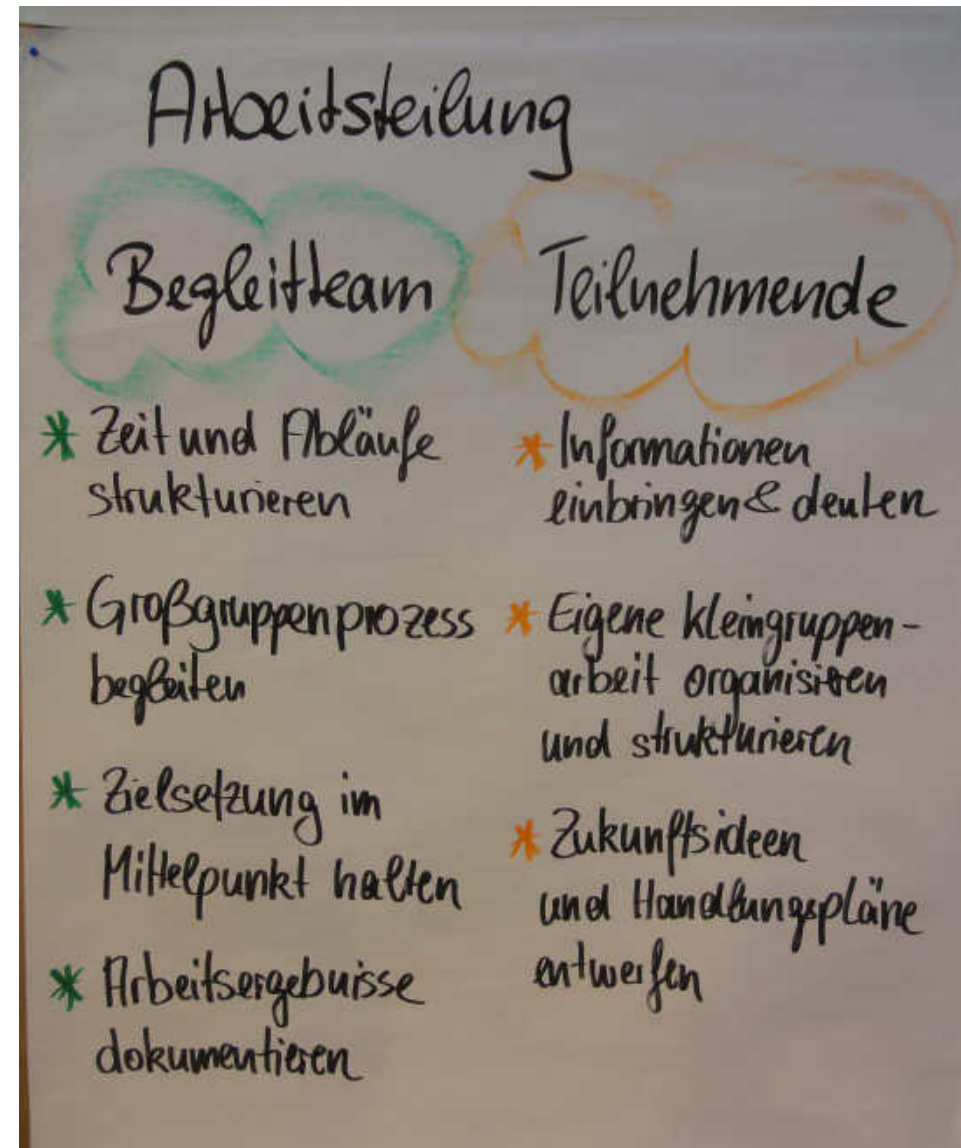 Arbeitsteilung
Begleitteam
* Zeit und Abläufe
strukturieren
* Großgruppenprozess
begleiten
* Zielsetzung im
Mittelpunkt halten
* Arbeitsergebnisse
dokumentieren
Teilnehmende
* Informationen
einbringen & deuten
* Eigene Kleingruppen-
arbeit organisieren
und strukturieren
* Zukunftsideen
und Handlungspläne
entwerfen